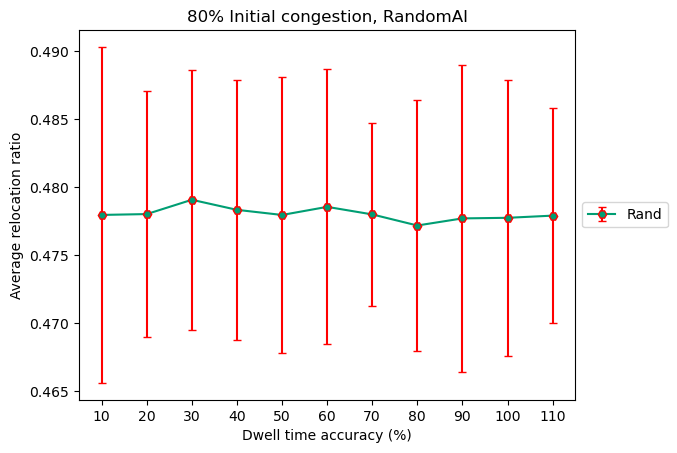 80% Initial congestion, RandomAI
0.490
0.485
0.480
0.475
0.470
0.465
Average relocation ratio
10 20 30 40 50 60 70 80 90 100 110
Dwell time accuracy (%)
Rand